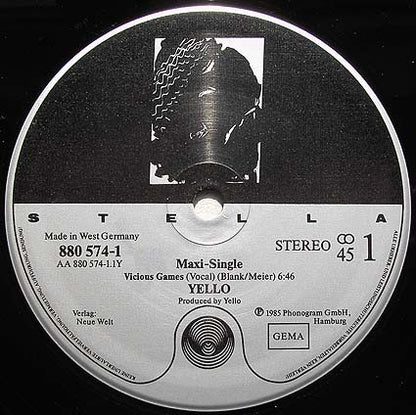 STELLA
Made in West Germany
880 574-1
AA 880 574-1.1Y
STEREO
45
1
Maxi-Single
Vicious Games (Vocal) (Blank/Meier) 6:46
YELLO
Produced by Yello
Verlag:
Neue Welt
℗ 1985 Phonogram GmbH,
Hamburg
GEMA